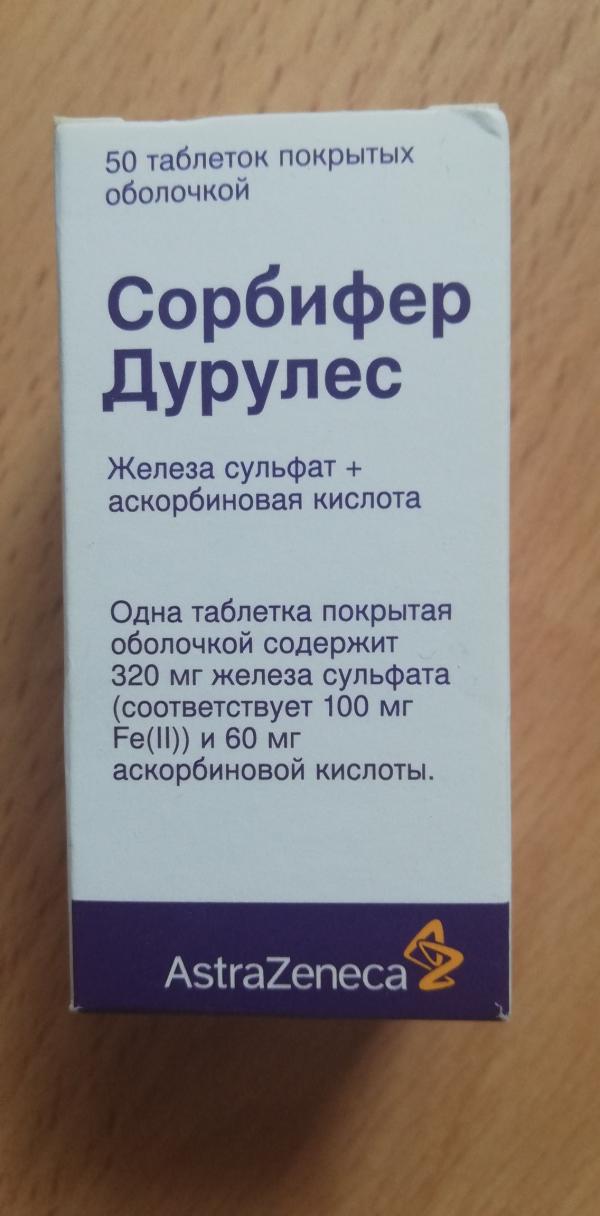 50 таблеток покрытых
оболочкой
Сорбифер
Дурулес
Железа сульфат +
аскорбиновая кислота
Одна таблетка покрытая
оболочкой содержит
320 мг железа сульфата
(соответствует 100 мг
Fe(II)) и 60 мг
аскорбиновой кислоты.
AstraZeneca